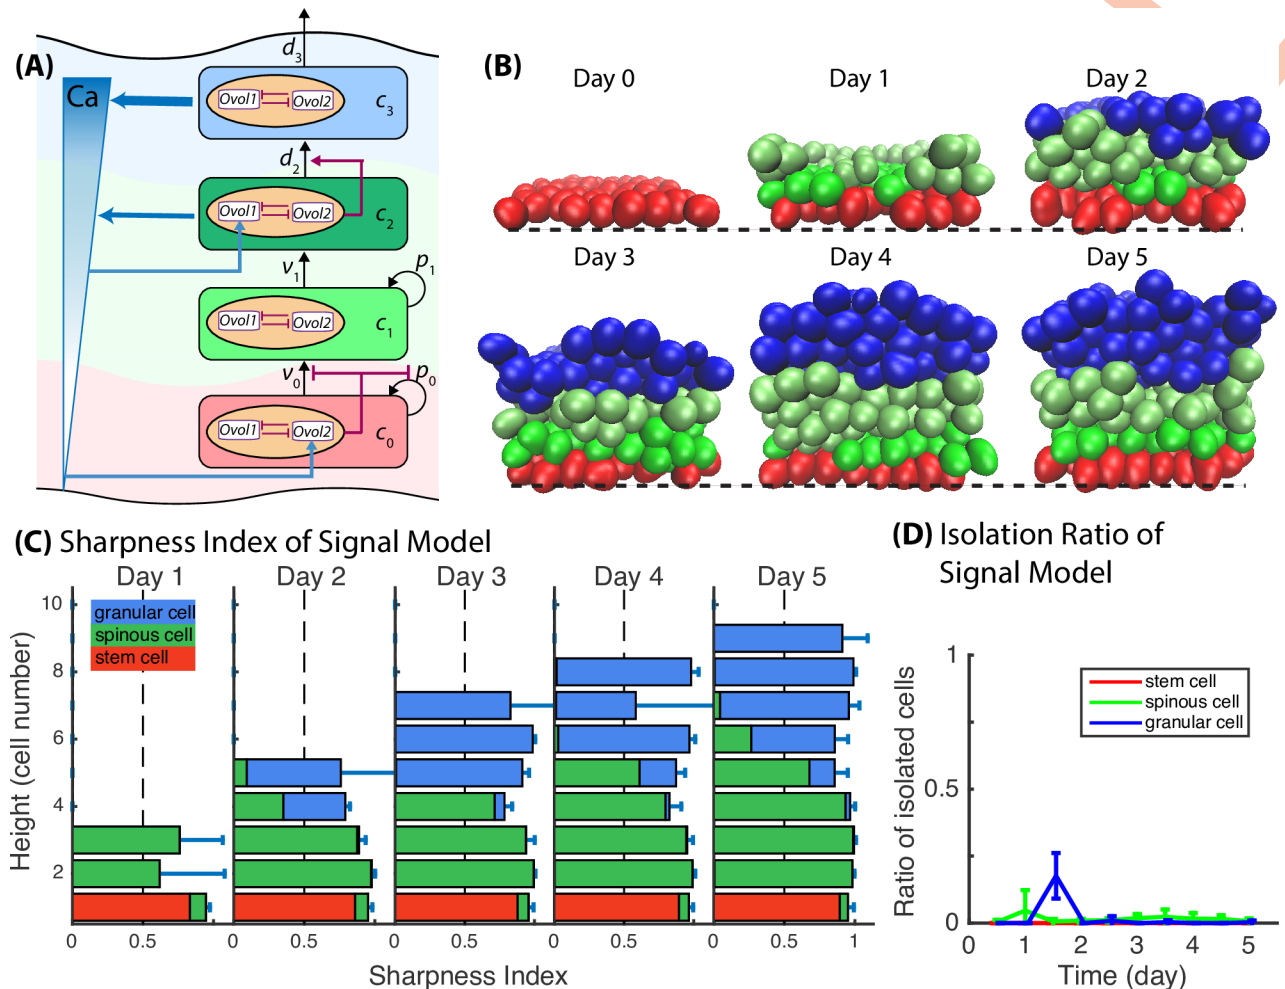 (A)
Ca
d3
Ovol1 Ovol2 c3
d2
Ovol1 Ovol2 c2
v1 p1
Ovol1 Ovol2 c1
v0 p0
Ovol1 Ovol2 c0
(B)
Day 0 Day 1 Day 2
Day 3 Day 4 Day 5
(C) Sharpness Index of Signal Model
Day 1 Day 2 Day 3 Day 4 Day 5
granular cell
spinous cell
stem cell
Height (cell number)
10
8
6
4
2
0 0.5 0 0.5 0 0.5 0 0.5 0 0.5 1
Sharpness Index
(D) Isolation Ratio of
Signal Model
Ratio of isolated cells
1
0.5
0
stem cell
spinous cell
granular cell
0 1 2 3 4 5
Time (day)